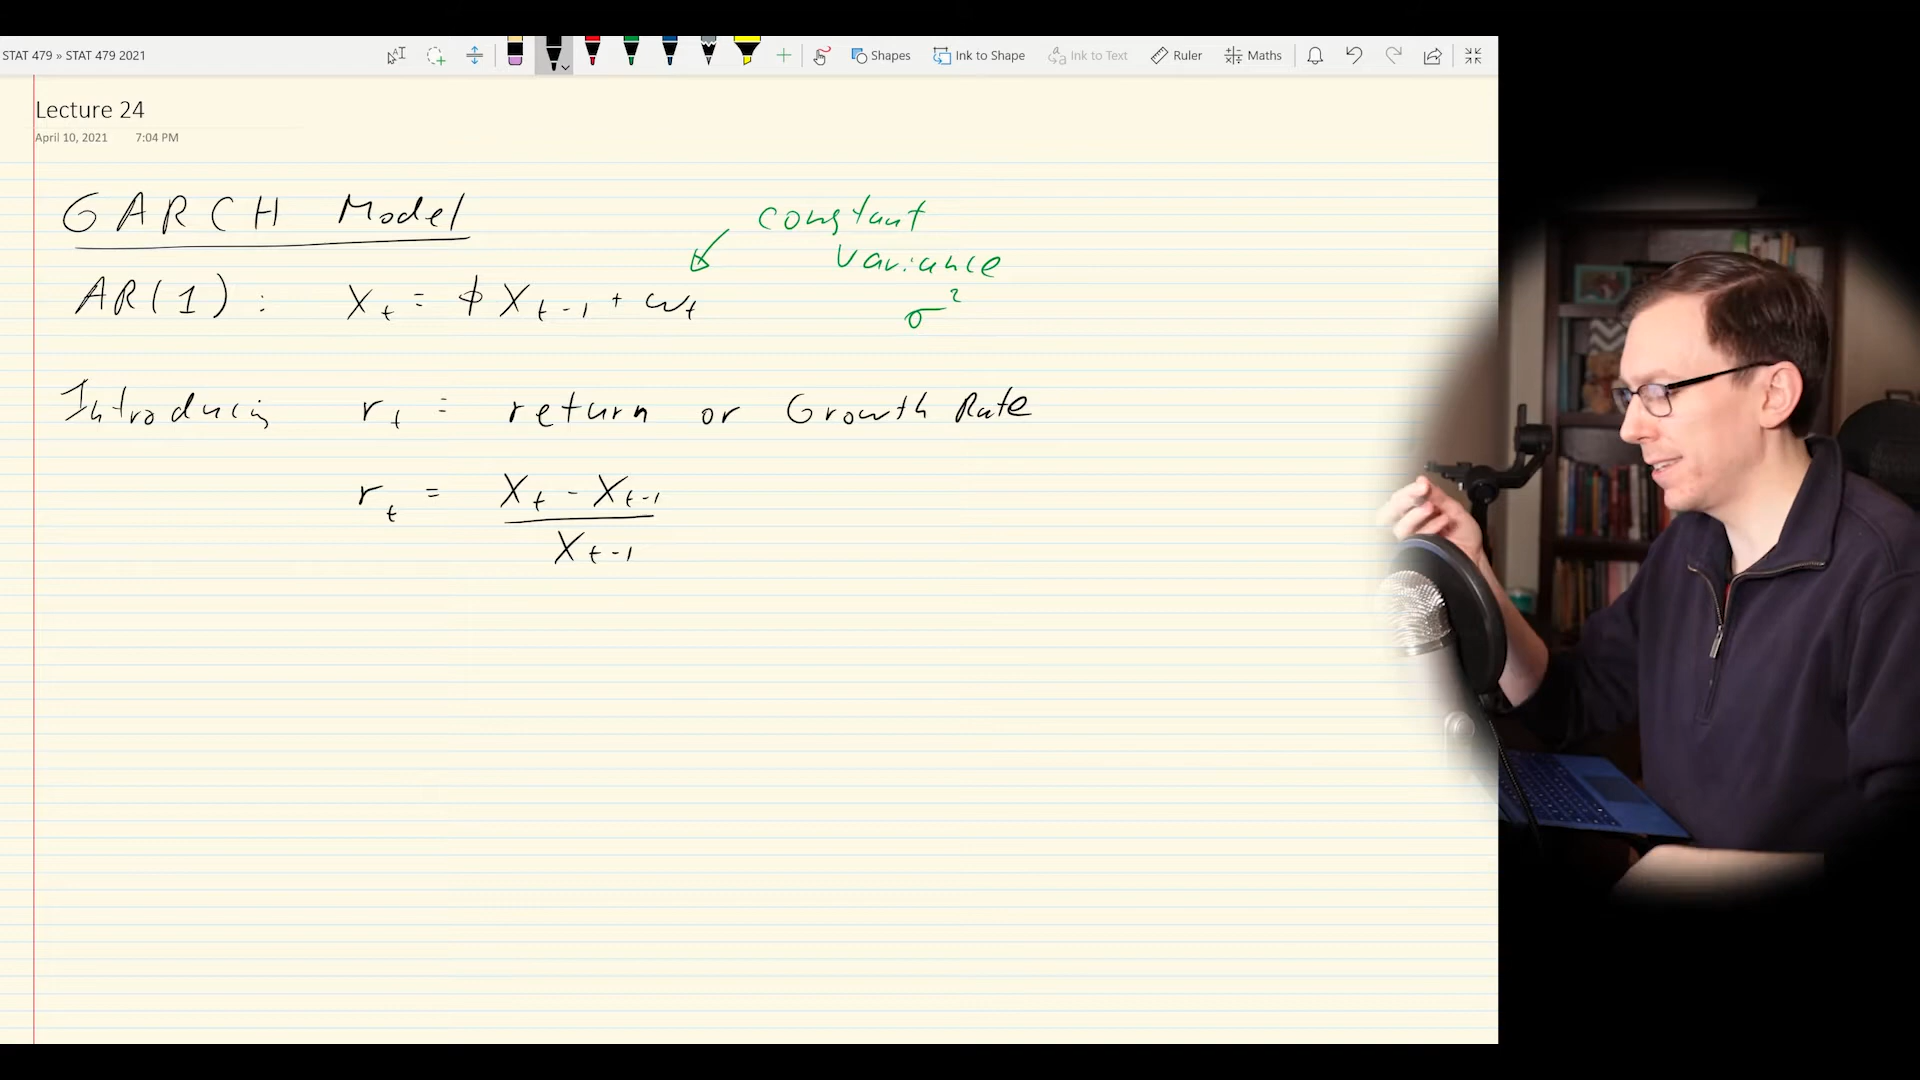 STAT 479 » STAT 479 2021
Shapes Ink to Shape Ink to Text Ruler Maths
Lecture 24
April 10, 2021 7:04 PM
GARCH Model
constant
variance
σ²
AR(1): Xₜ = ϕ Xₜ₋₁ + ωₜ
Introducing rₜ = return or Growth Rate
rₜ = Xₜ - Xₜ₋₁
Xₜ₋₁